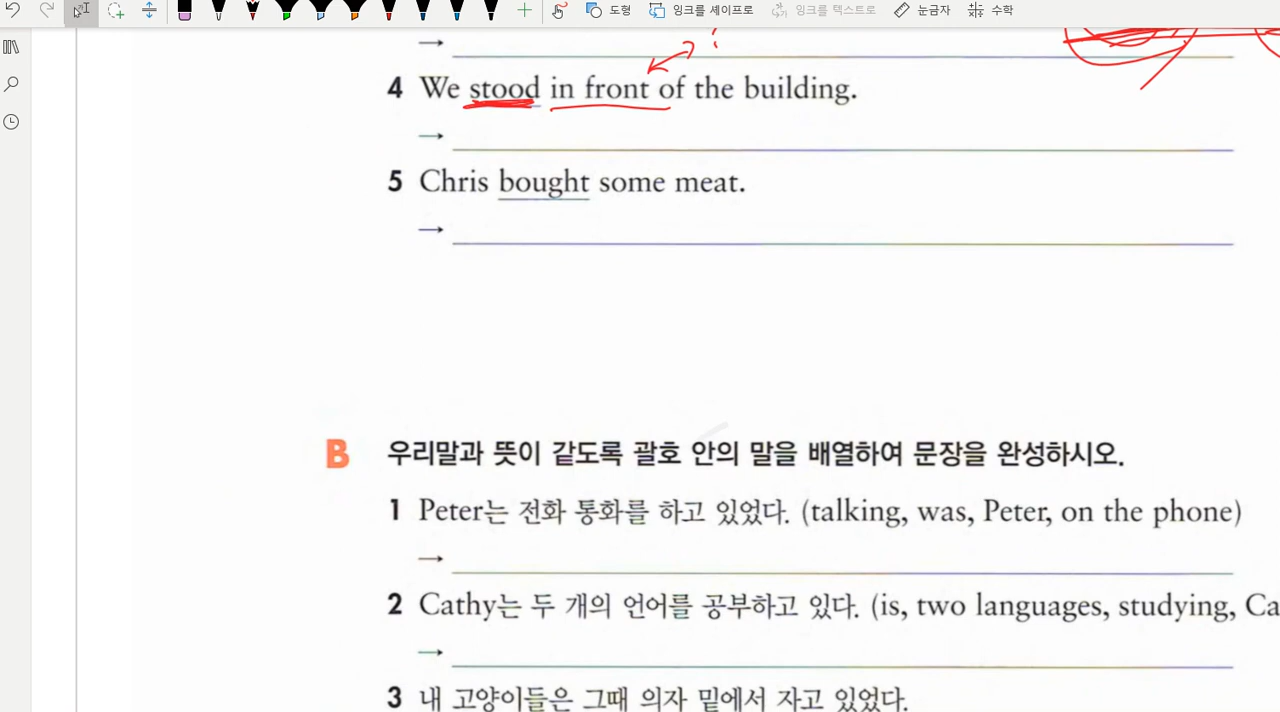 도형 잉크를 셰이프로 잉크를 텍스트로 눈금자 수학
→
4 We stood in front of the building.
→
5 Chris bought some meat.
→
B 우리말과 뜻이 같도록 괄호 안의 말을 배열하여 문장을 완성하시오.
1 Peter는 전화 통화를 하고 있었다. (talking, was, Peter, on the phone)
→
2 Cathy는 두 개의 언어를 공부하고 있다. (is, two languages, studying, Ca
→
3 내 고양이들은 그때 의자 밑에서 자고 있었다.